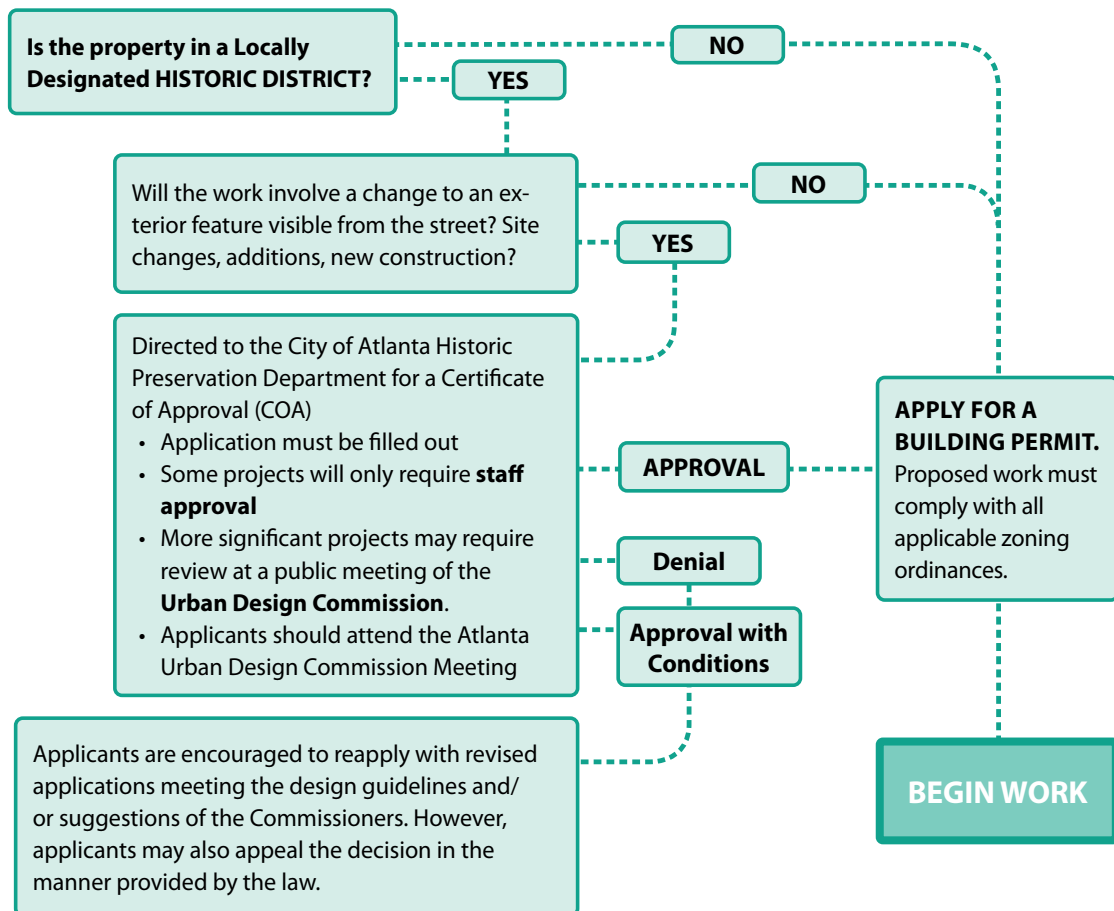 Is the property in a Locally
Designated HISTORIC DISTRICT?
NO
YES
Will the work involve a change to an ex-
terior feature visible from the street? Site
changes, additions, new construction?
NO
YES
Directed to the City of Atlanta Historic
Preservation Department for a Certificate
of Approval (COA)
• Application must be filled out
• Some projects will only require staff
approval
• More significant projects may require
review at a public meeting of the
Urban Design Commission.
• Applicants should attend the Atlanta
Urban Design Commission Meeting
APPROVAL
Denial
Approval with
Conditions
APPLY FOR A
BUILDING PERMIT.
Proposed work must
comply with all
applicable zoning
ordinances.
Applicants are encouraged to reapply with revised
applications meeting the design guidelines and/
or suggestions of the Commissioners. However,
applicants may also appeal the decision in the
manner provided by the law.
BEGIN WORK